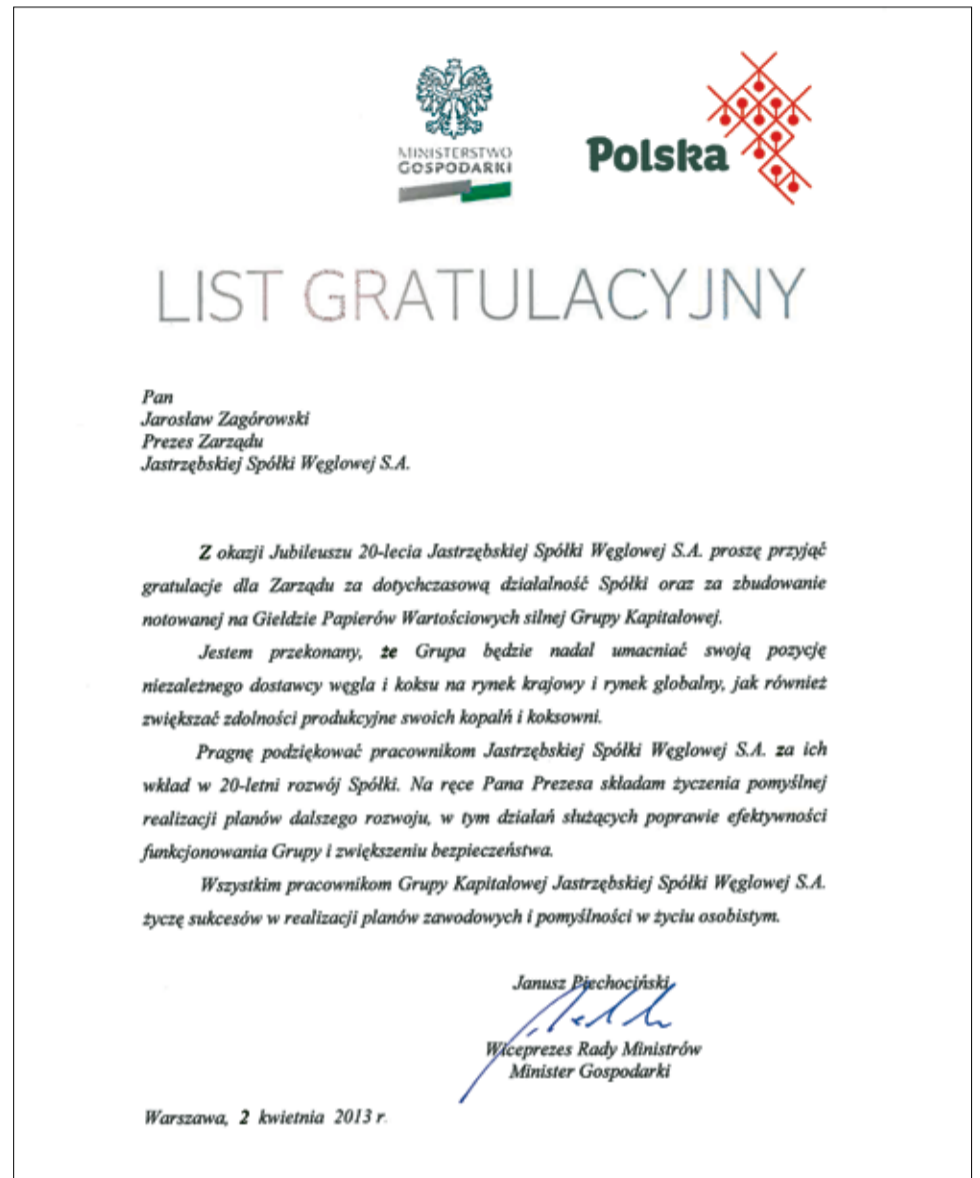 MINISTERSTWO
GOSPODARKI
Polska
LIST GRATULACYJNY
Pan
Jarosław Zagórowski
Prezes Zarządu
Jastrzębskiej Spółki Węglowej S.A.
Z okazji Jubileuszu 20-lecia Jastrzębskiej Spółki Węglowej S.A. proszę przyjąć
gratulacje dla Zarządu za dotychczasową działalność Spółki oraz za zbudowanie
notowanej na Giełdzie Papierów Wartościowych silnej Grupy Kapitałowej.
Jestem przekonany, że Grupa będzie nadal umacniać swoją pozycję
niezależnego dostawcy węgla i koksu na rynek krajowy i rynek globalny, jak również
zwiększać zdolności produkcyjne swoich kopalń i koksowni.
Pragnę podziękować pracownikom Jastrzębskiej Spółki Węglowej S.A. za ich
wkład w 20-letni rozwój Spółki. Na ręce Pana Prezesa składam życzenia pomyślnej
realizacji planów dalszego rozwoju, w tym działań służących poprawie efektywności
funkcjonowania Grupy i zwiększeniu bezpieczeństwa.
Wszystkim pracownikom Grupy Kapitałowej Jastrzębskiej Spółki Węglowej S.A.
życzę sukcesów w realizacji planów zawodowych i pomyślności w życiu osobistym.
Janusz Piechociński
Wiceprezes Rady Ministrów
Minister Gospodarki
Warszawa, 2 kwietnia 2013 r.